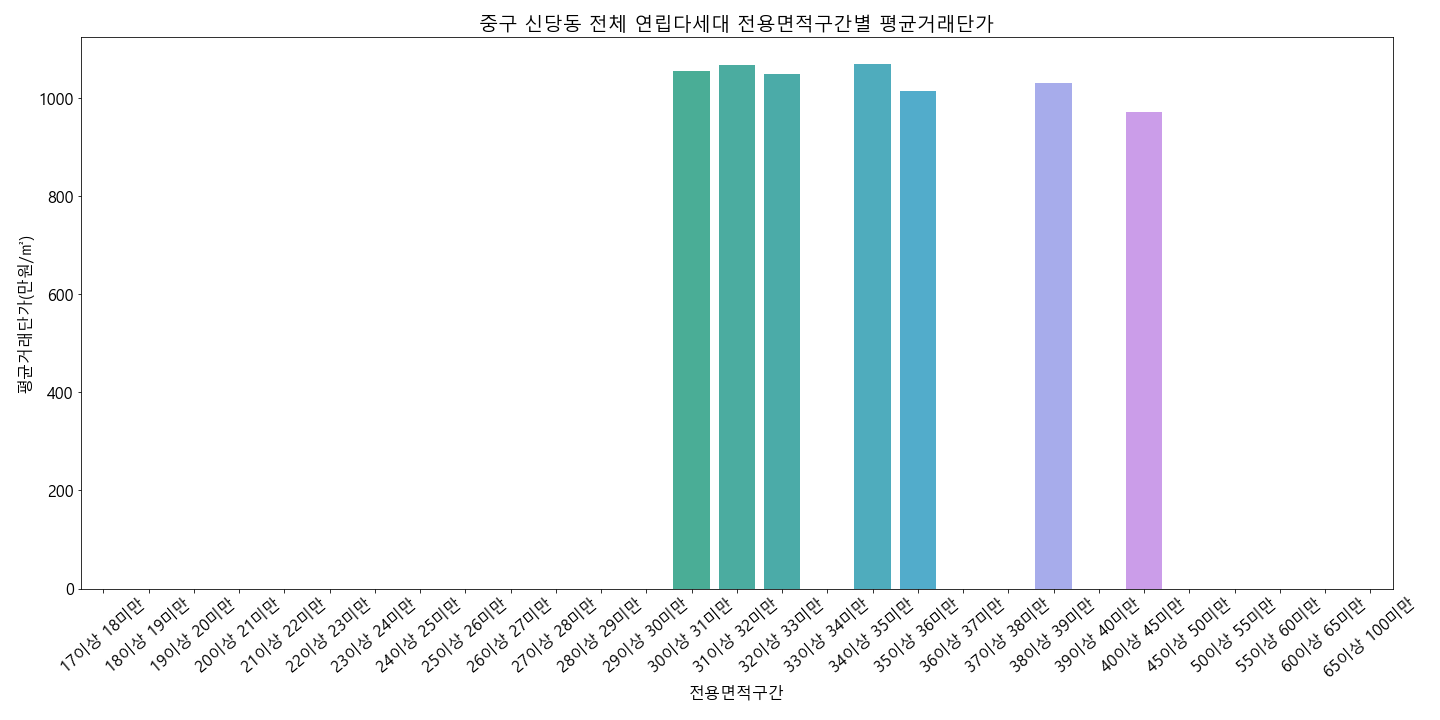 중구 신당동 전체 연립다세대 전용면적구간별 평균거래단가
평균거래단가(만원/㎡)
1000
800
600
400
200
0
17이상 18미만
18이상 19미만
19이상 20미만
20이상 21미만
21이상 22미만
22이상 23미만
23이상 24미만
24이상 25미만
25이상 26미만
26이상 27미만
27이상 28미만
28이상 29미만
29이상 30미만
30이상 31미만
31이상 32미만
32이상 33미만
33이상 34미만
34이상 35미만
35이상 36미만
36이상 37미만
37이상 38미만
38이상 39미만
39이상 40미만
40이상 45미만
45이상 50미만
50이상 55미만
55이상 60미만
60이상 65미만
65이상 100미만
전용면적구간